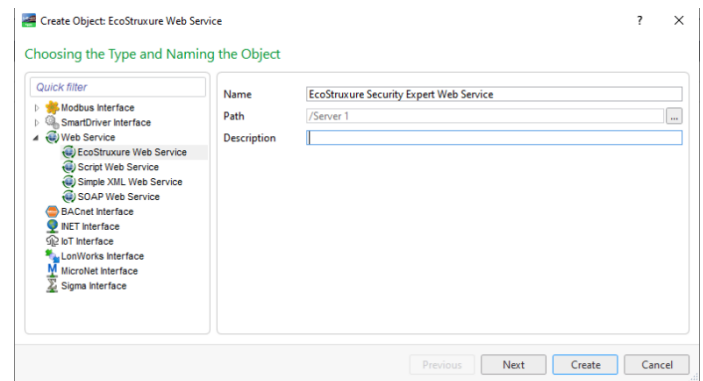 Create Object: EcoStruxure Web Service
? ×
Choosing the Type and Naming the Object
Quick filter
Modbus Interface
SmartDriver Interface
Web Service
EcoStruxure Web Service
Script Web Service
Simple XML Web Service
SOAP Web Service
BACnet Interface
INET Interface
IoT Interface
LonWorks Interface
MicroNet Interface
Sigma Interface
Name EcoStruxure Security Expert Web Service
Path /Server 1 ...
Description
Previous Next Create Cancel